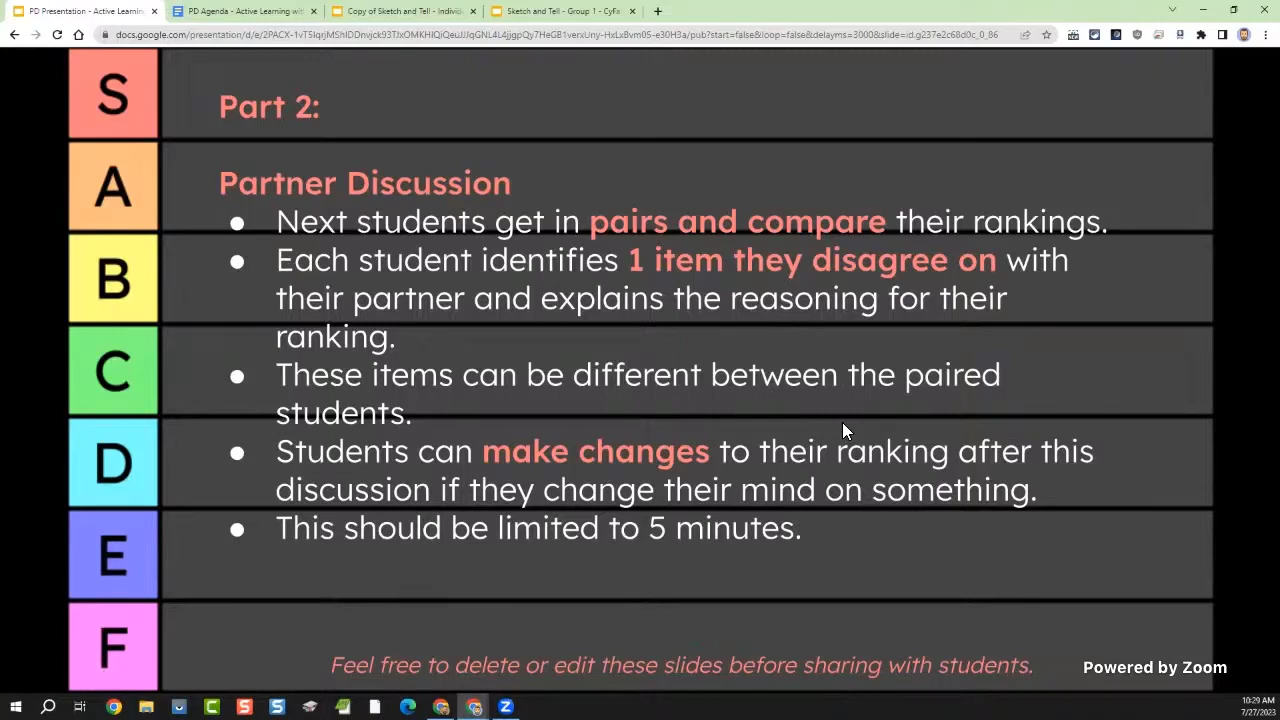 PD Presentation - Active Learnin
PD Agenda - Active Learning wit
Copy of Sketch and Tell - Individ
Sketch and Tell - Group 1 - CyFa
S
Part 2:
A
Partner Discussion
Next students get in pairs and compare their rankings.
B
Each student identifies 1 item they disagree on with
their partner and explains the reasoning for their
ranking.
C
These items can be different between the paired
students.
D
Students can make changes to their ranking after this
discussion if they change their mind on something.
E
This should be limited to 5 minutes.
F
Feel free to delete or edit these slides before sharing with students.
Powered by Zoom
10:29 AM
7/27/2023